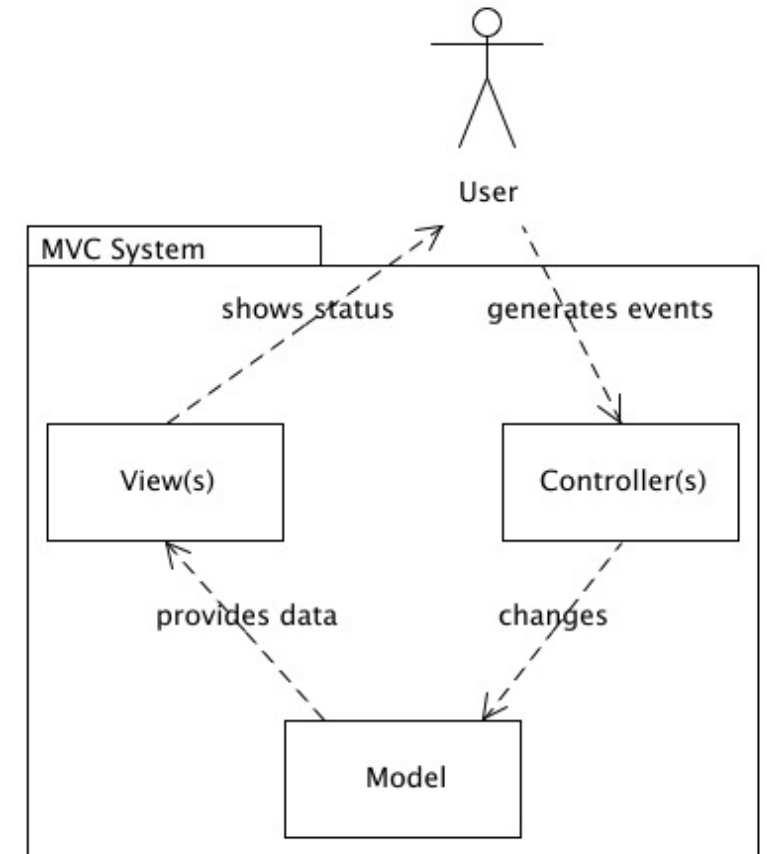 User
MVC System
shows status
generates events
View(s)
Controller(s)
provides data
changes
Model